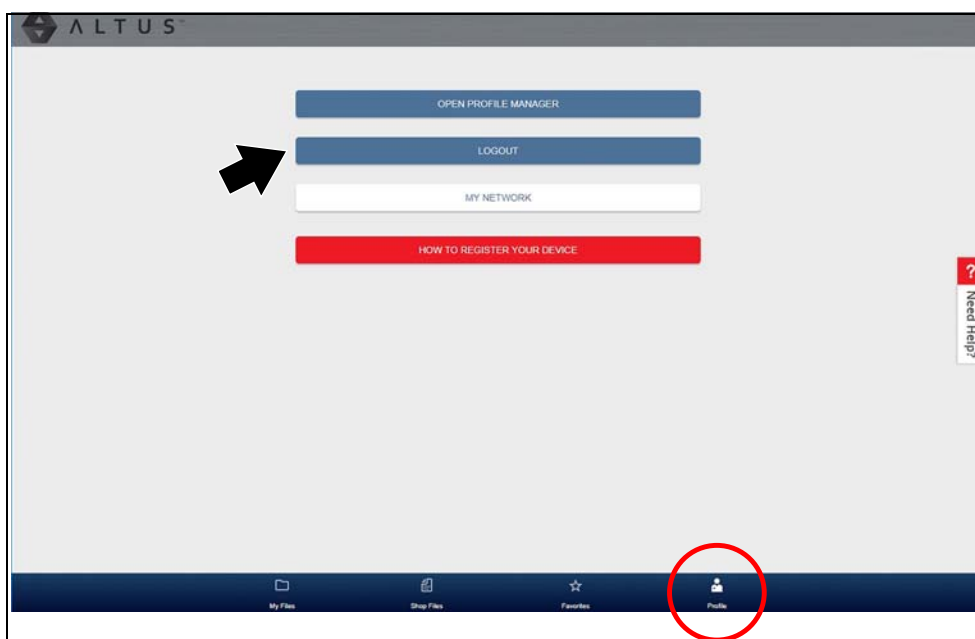 ALTUS™
OPEN PROFILE MANAGER
LOGOUT
MY NETWORK
HOW TO REGISTER YOUR DEVICE
? Need Help?
My Files
Shop Files
Favorites
Profile